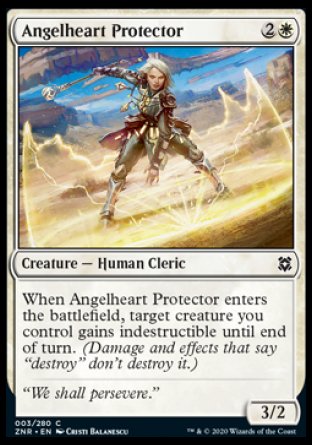 Angelheart Protector 2
Creature — Human Cleric
When Angelheart Protector enters
the battlefield, target creature you
control gains indestructible until end
of turn. (Damage and effects that say
“destroy” don’t destroy it.)
“We shall persevere.”
3/2
003/280 C
ZNR • EN Cristi Balanescu
™ & © 2020 Wizards of the Coast